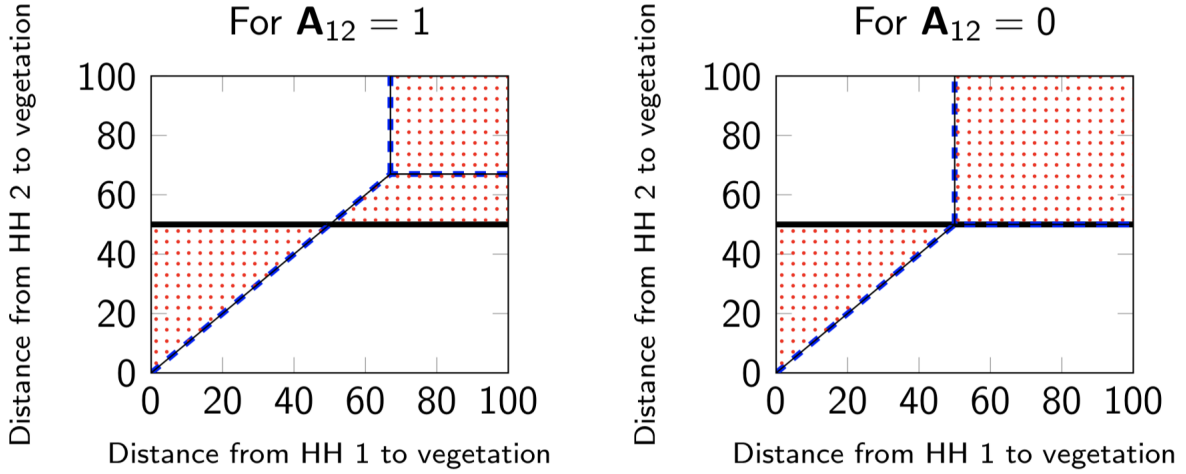 For A12 = 1
Distance from HH 2 to vegetation
100
80
60
40
20
0
0 20 40 60 80 100
Distance from HH 1 to vegetation
For A12 = 0
Distance from HH 2 to vegetation
100
80
60
40
20
0
0 20 40 60 80 100
Distance from HH 1 to vegetation